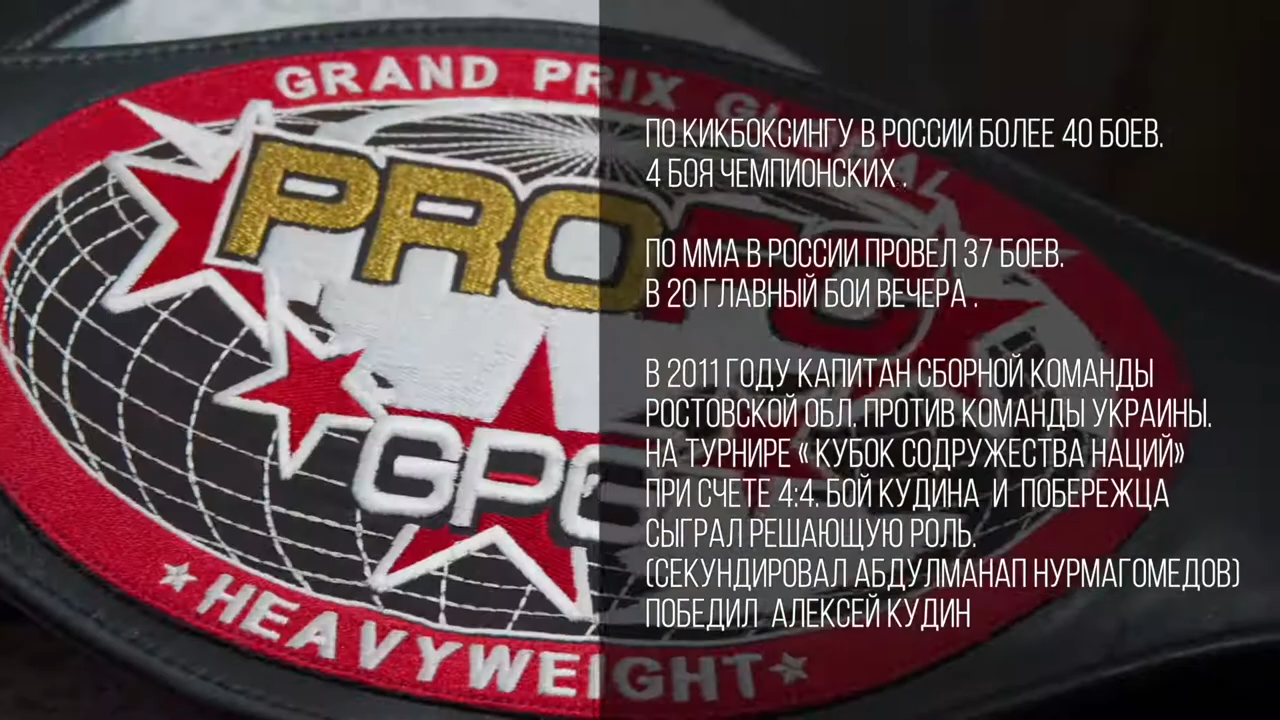 GRAND PRIX GLOBAL
PRO
GPG
HEAVYWEIGHT
ПО КИКБОКСИНГУ В РОССИИ БОЛЕЕ 40 БОЕВ.
4 БОЯ ЧЕМПИОНСКИХ .
ПО ММА В РОССИИ ПРОВЕЛ 37 БОЕВ.
В 20 ГЛАВНЫЙ БОИ ВЕЧЕРА .
В 2011 ГОДУ КАПИТАН СБОРНОЙ КОМАНДЫ
РОСТОВСКОЙ ОБЛ. ПРОТИВ КОМАНДЫ УКРАИНЫ.
НА ТУРНИРЕ « КУБОК СОДРУЖЕСТВА НАЦИЙ»
ПРИ СЧЕТЕ 4:4. БОЙ КУДИНА И ПОБЕРЕЖЦА
СЫГРАЛ РЕШАЮЩУЮ РОЛЬ.
(СЕКУНДИРОВАЛ АБДУЛМАНАП НУРМАГОМЕДОВ)
ПОБЕДИЛ АЛЕКСЕЙ КУДИН